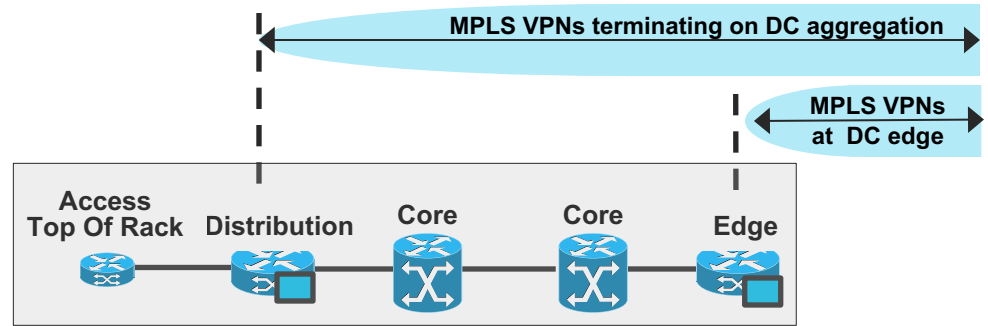 MPLS VPNs terminating on DC aggregation
MPLS VPNs
at DC edge
Access
Top Of Rack
Distribution
Core
Core
Edge